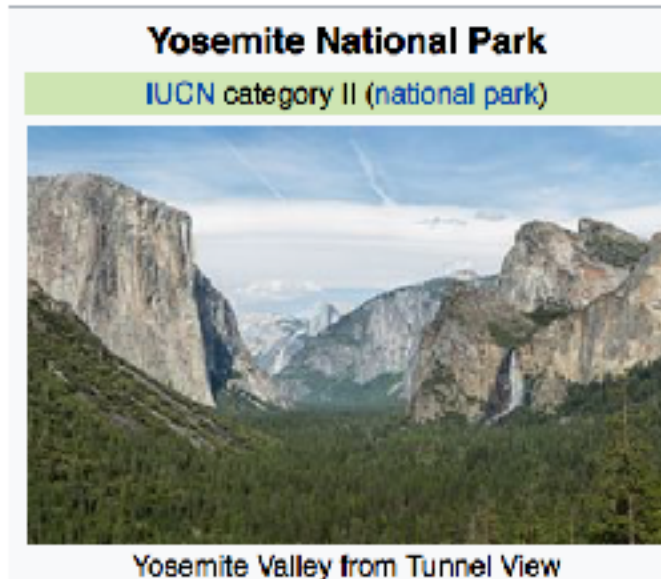 Yosemite National Park
IUCN category II (national park)
Yosemite Valley from Tunnel View